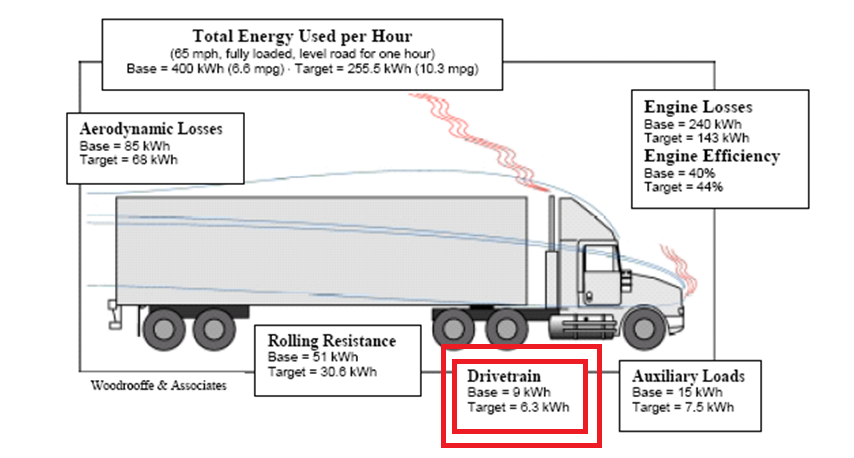 Total Energy Used per Hour
(65 mph, fully loaded, level road for one hour)
Base = 400 kWh (6.6 mpg) · Target = 255.5 kWh (10.3 mpg)
Aerodynamic Losses
Base = 85 kWh
Target = 68 kWh
Engine Losses
Base = 240 kWh
Target = 143 kWh
Engine Efficiency
Base = 40%
Target = 44%
Rolling Resistance
Base = 51 kWh
Target = 30.6 kWh
Woodrooffe & Associates
Drivetrain
Base = 9 kWh
Target = 6.3 kWh
Auxiliary Loads
Base = 15 kWh
Target = 7.5 kWh